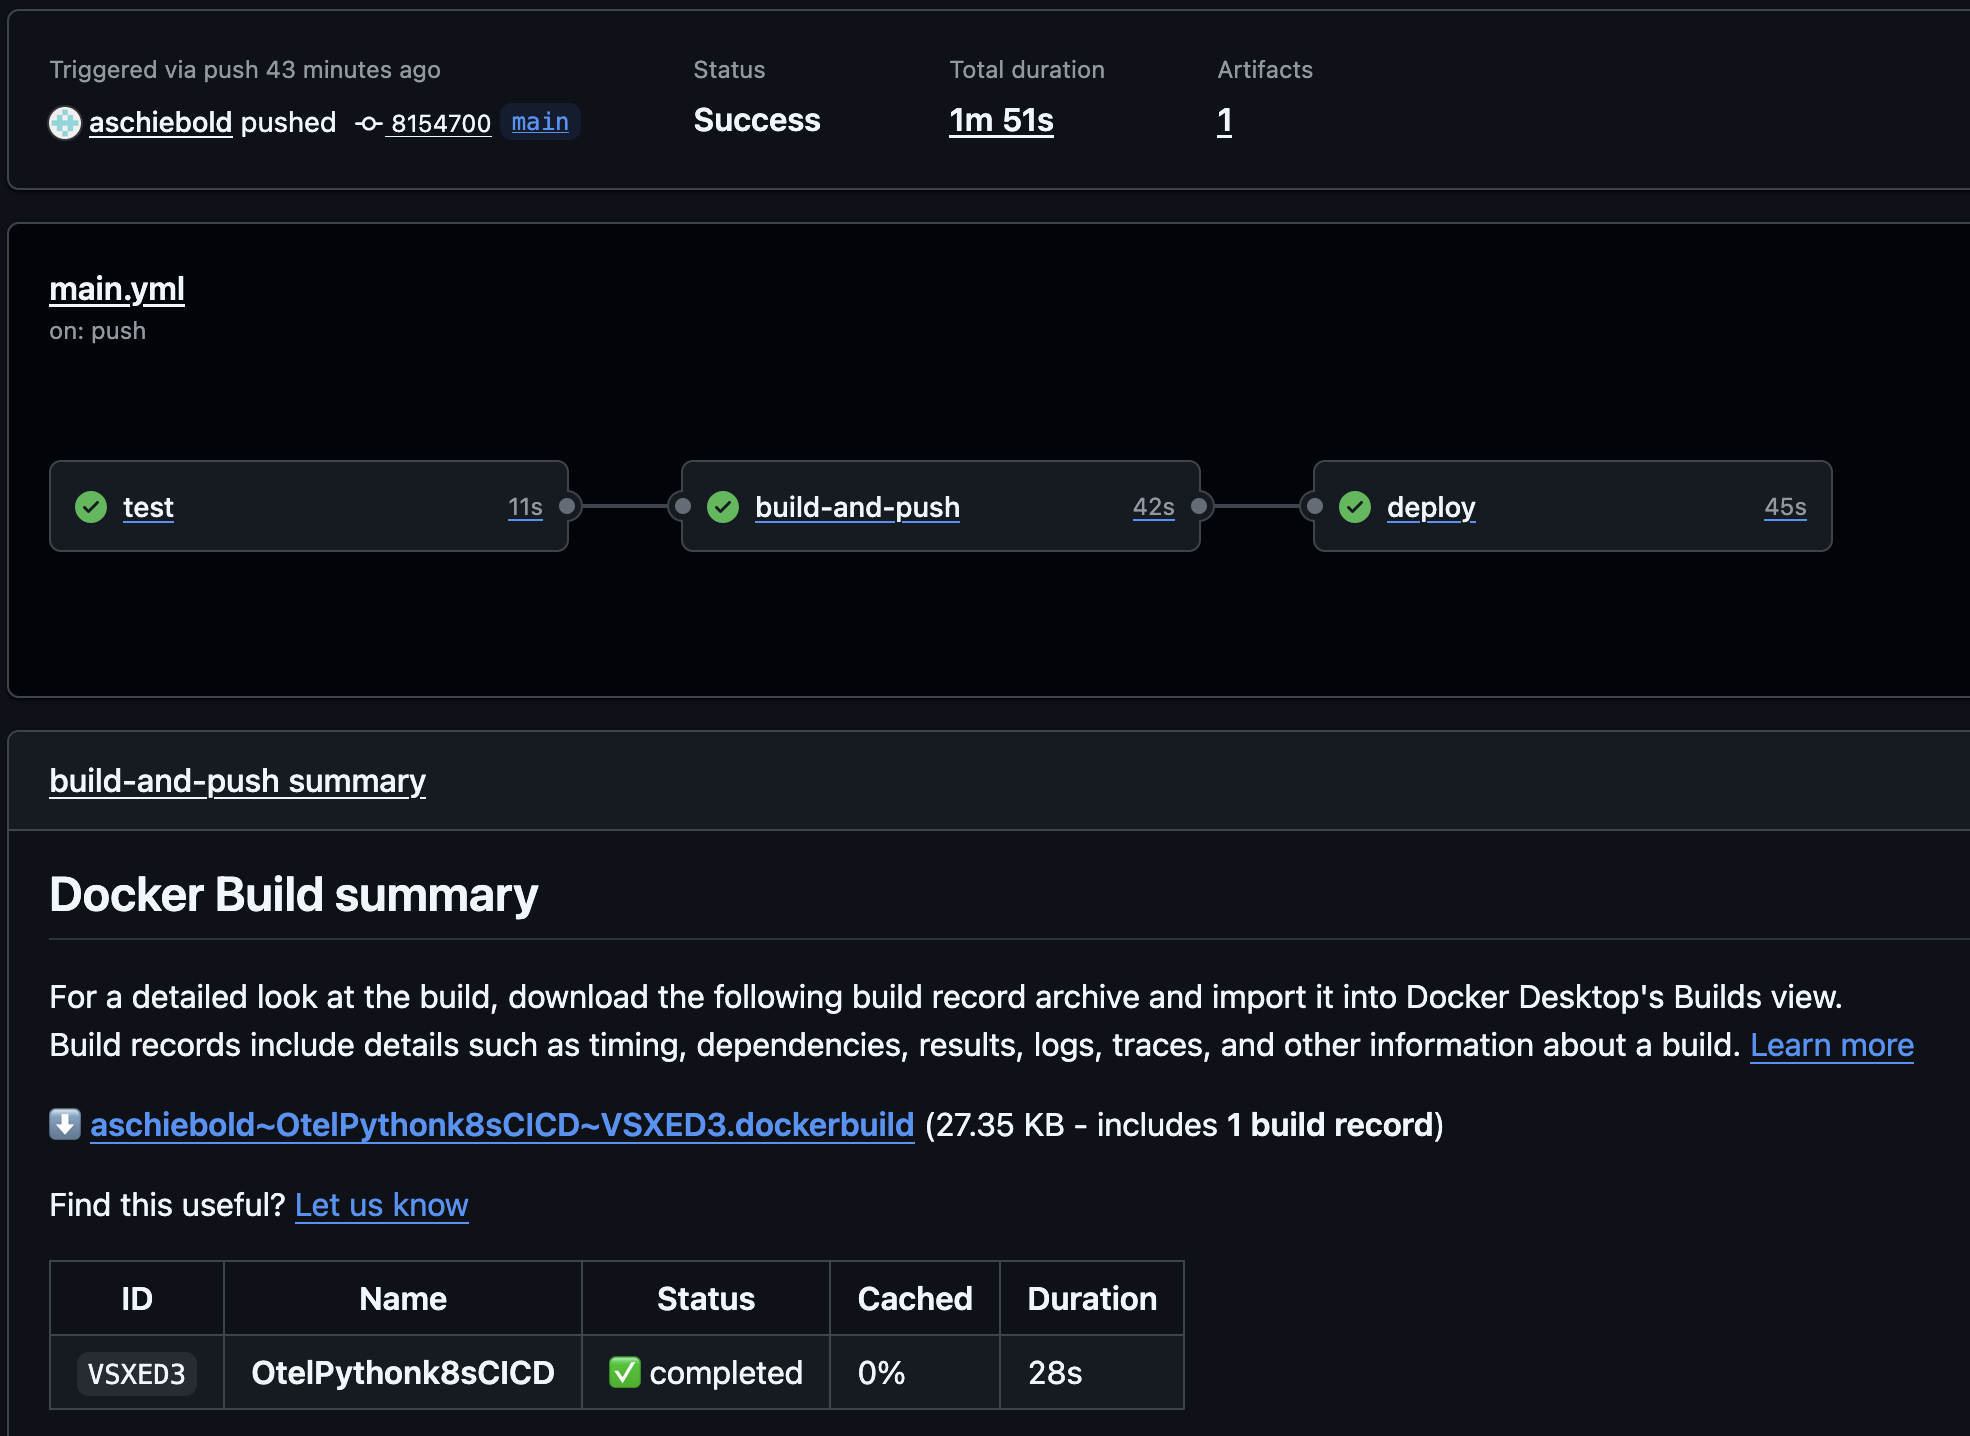 Triggered via push 43 minutes ago
aschiebold pushed 8154700 main
Status
Success
Total duration
1m 51s
Artifacts
1
main.yml
on: push
test 11s
build-and-push 42s
deploy 45s
build-and-push summary
Docker Build summary
For a detailed look at the build, download the following build record archive and import it into Docker Desktop's Builds view.
Build records include details such as timing, dependencies, results, logs, traces, and other information about a build. Learn more
aschiebold~OtelPythonk8sCICD~VSXED3.dockerbuild (27.35 KB - includes 1 build record)
Find this useful? Let us know
ID Name Status Cached Duration
VSXED3 OtelPythonk8sCICD ✅ completed 0% 28s